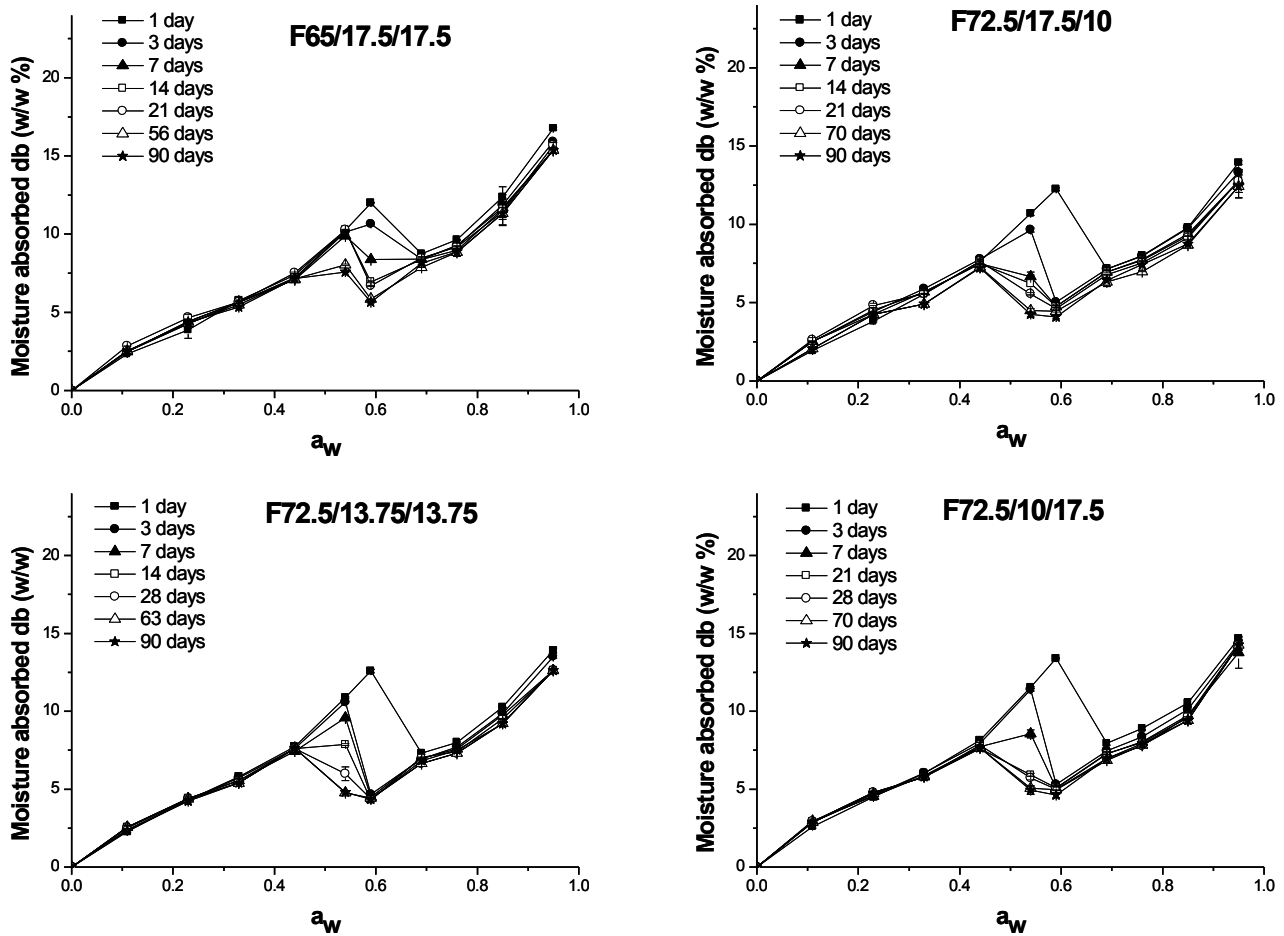 F65/17.5/17.5
1 day
3 days
7 days
14 days
21 days
56 days
90 days
Moisture absorbed db (w/w %)
20
15
10
5
0
0.0 0.2 0.4 0.6 0.8 1.0
aw
F72.5/17.5/10
1 day
3 days
7 days
14 days
21 days
70 days
90 days
Moisture absorbed db (w/w %)
20
15
10
5
0
0.0 0.2 0.4 0.6 0.8 1.0
aw
F72.5/13.75/13.75
1 day
3 days
7 days
14 days
28 days
63 days
90 days
Moisture absorbed db (w/w)
20
15
10
5
0
0.0 0.2 0.4 0.6 0.8 1.0
aw
F72.5/10/17.5
1 day
3 days
7 days
21 days
28 days
70 days
90 days
Moisture absorbed db (w/w %)
20
15
10
5
0
0.0 0.2 0.4 0.6 0.8 1.0
aw